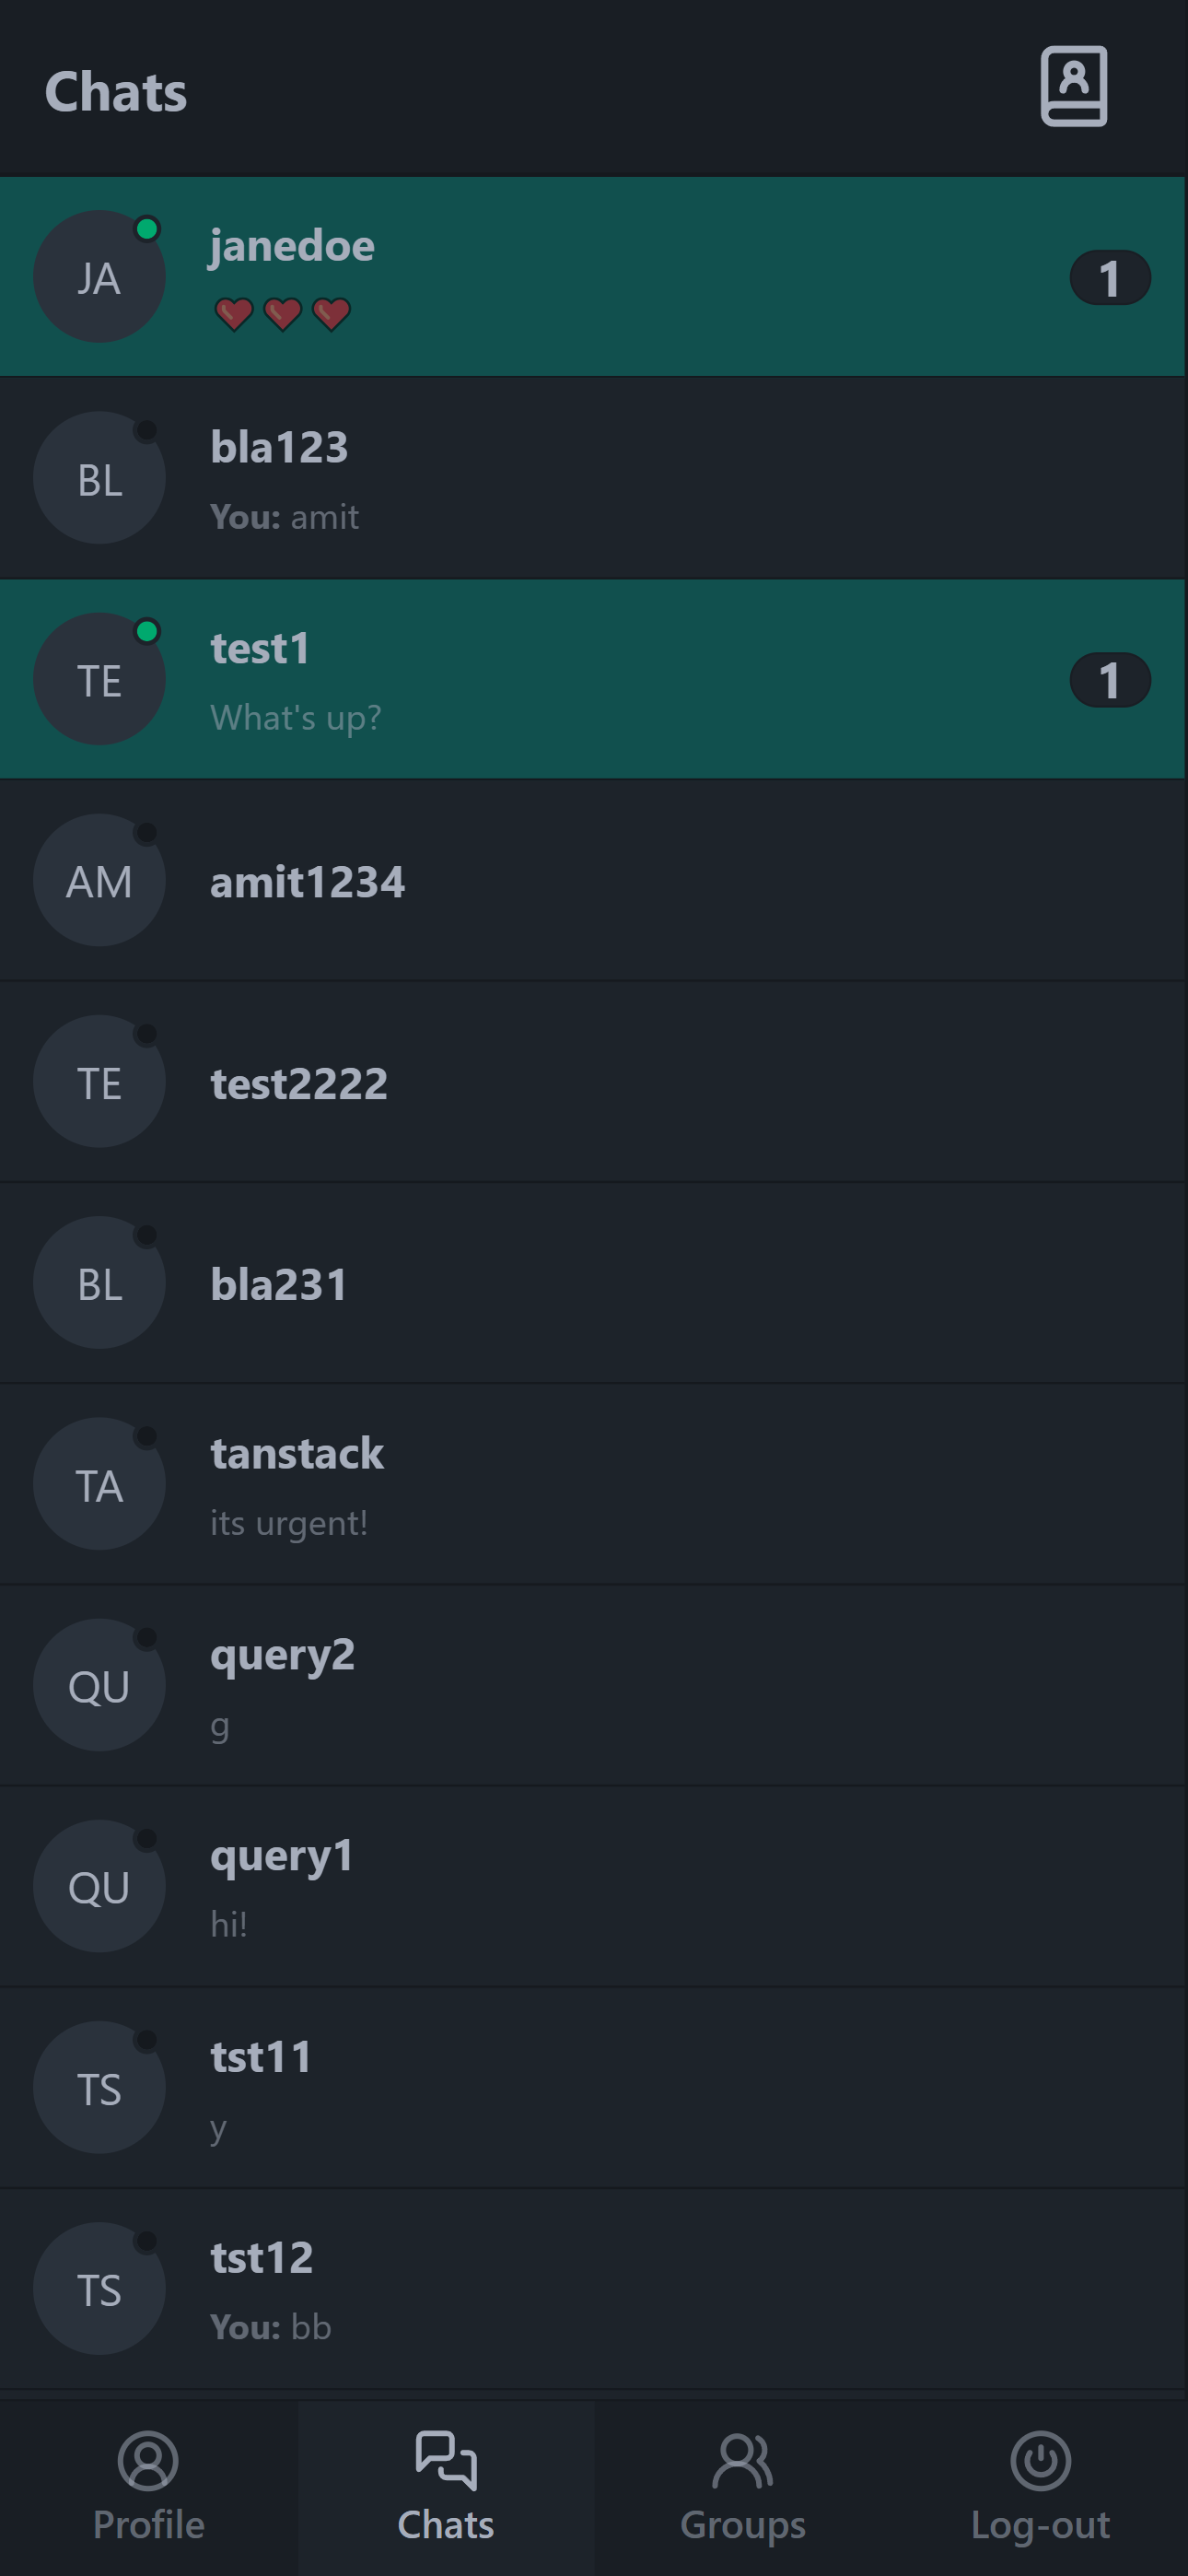 Chats
JA
janedoe
❤️❤️❤️
1
BL
bla123
You: amit
TE
test1
What's up?
1
AM
amit1234
TE
test2222
BL
bla231
TA
tanstack
its urgent!
QU
query2
g
QU
query1
hi!
TS
tst11
y
TS
tst12
You: bb
Profile
Chats
Groups
Log-out